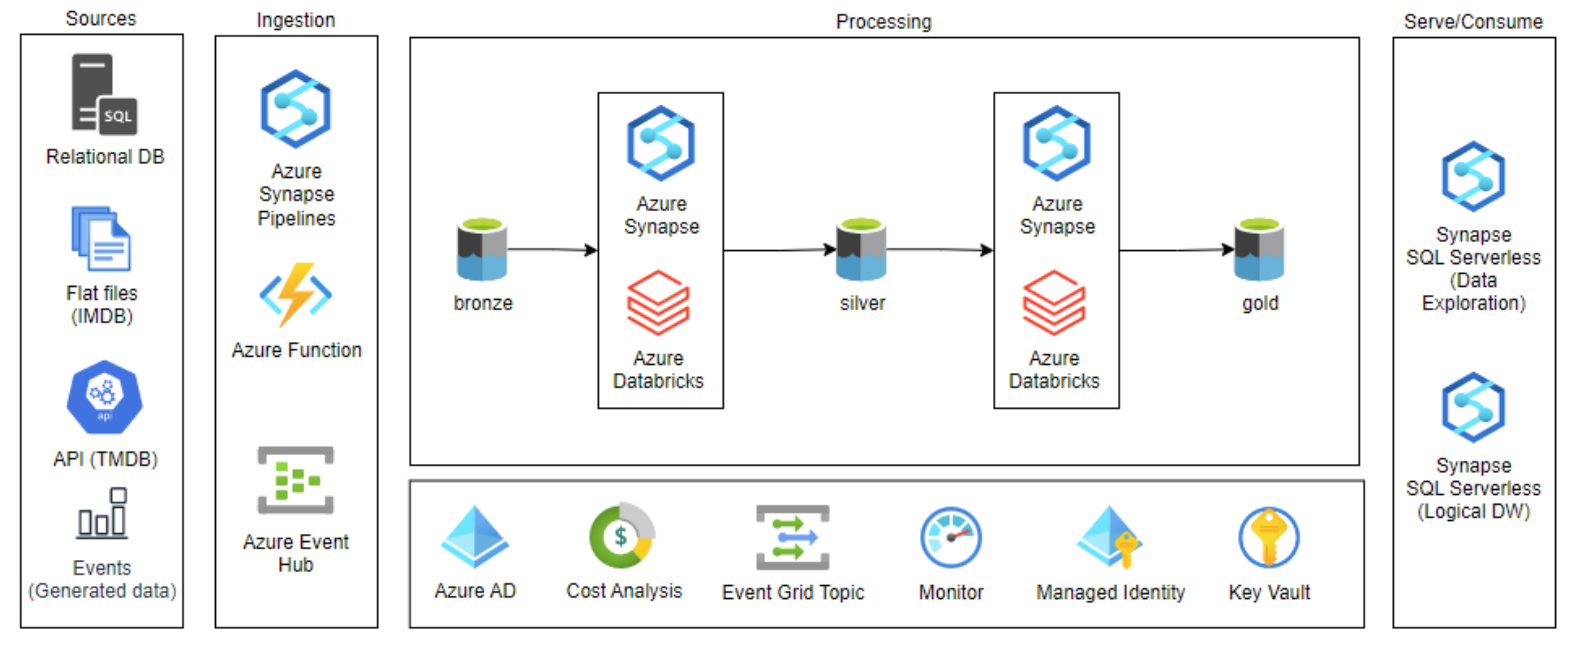 Sources
SQL
Relational DB
Flat files
(IMDB)
api
API (TMDB)
Events
(Generated data)
Ingestion
Azure
Synapse
Pipelines
Azure Function
Azure Event
Hub
Processing
bronze
Azure
Synapse
Azure
Databricks
silver
Azure
Synapse
Azure
Databricks
gold
$
Azure AD
Cost Analysis
Event Grid Topic
Monitor
Managed Identity
Key Vault
Serve/Consume
Synapse
SQL Serverless
(Data
Exploration)
Synapse
SQL Serverless
(Logical DW)